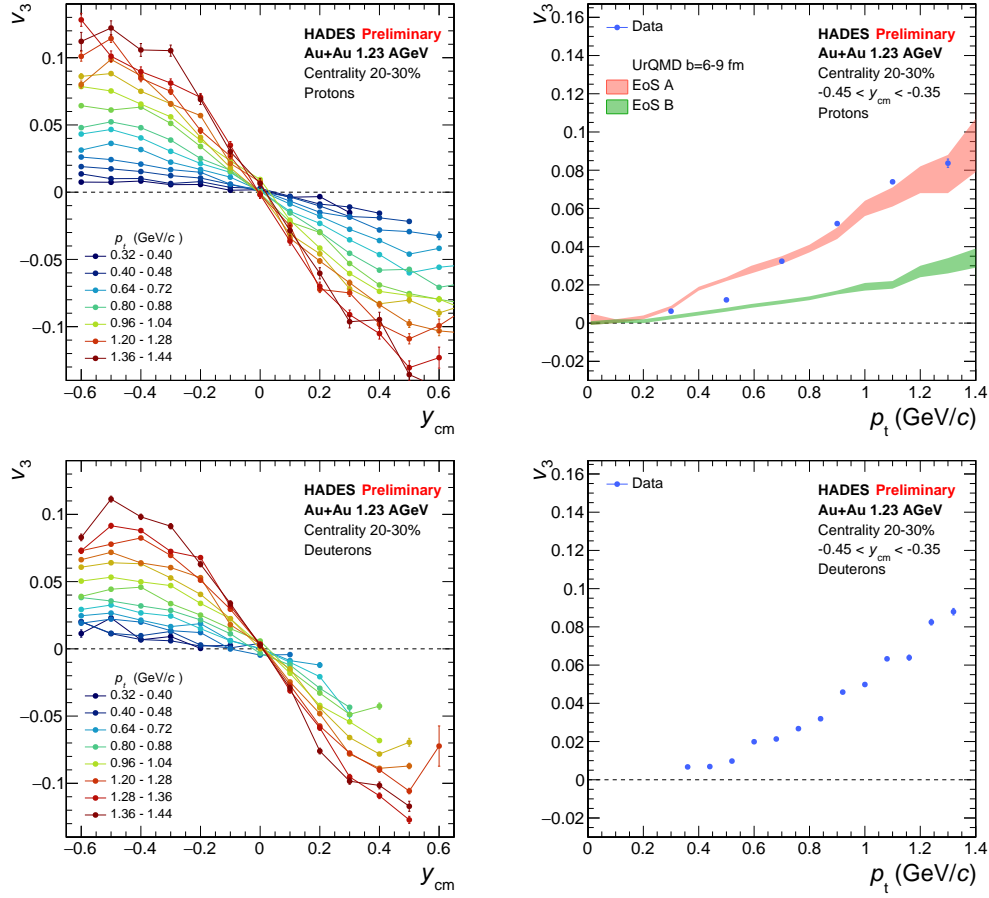 v3
HADES Preliminary
Au+Au 1.23 AGeV
Centrality 20-30%
Protons
0.1
0.05
0
−0.05
−0.1
pt (GeV/c)
0.32 - 0.40
0.40 - 0.48
0.64 - 0.72
0.80 - 0.88
0.96 - 1.04
1.20 - 1.28
1.36 - 1.44
−0.6 −0.4 −0.2 0 0.2 0.4 0.6
ycm
v3
Data
UrQMD b=6-9 fm
EoS A
EoS B
HADES Preliminary
Au+Au 1.23 AGeV
Centrality 20-30%
-0.45 < ycm < -0.35
Protons
0.16
0.14
0.12
0.1
0.08
0.06
0.04
0.02
0
−0.02
0 0.2 0.4 0.6 0.8 1 1.2 1.4
pt (GeV/c)
v3
HADES Preliminary
Au+Au 1.23 AGeV
Centrality 20-30%
Deuterons
0.1
0.05
0
−0.05
−0.1
pt (GeV/c)
0.32 - 0.40
0.40 - 0.48
0.64 - 0.72
0.80 - 0.88
0.96 - 1.04
1.20 - 1.28
1.28 - 1.36
1.36 - 1.44
−0.6 −0.4 −0.2 0 0.2 0.4 0.6
ycm
v3
Data
HADES Preliminary
Au+Au 1.23 AGeV
Centrality 20-30%
-0.45 < ycm < -0.35
Deuterons
0.16
0.14
0.12
0.1
0.08
0.06
0.04
0.02
0
−0.02
0 0.2 0.4 0.6 0.8 1 1.2 1.4
pt (GeV/c)